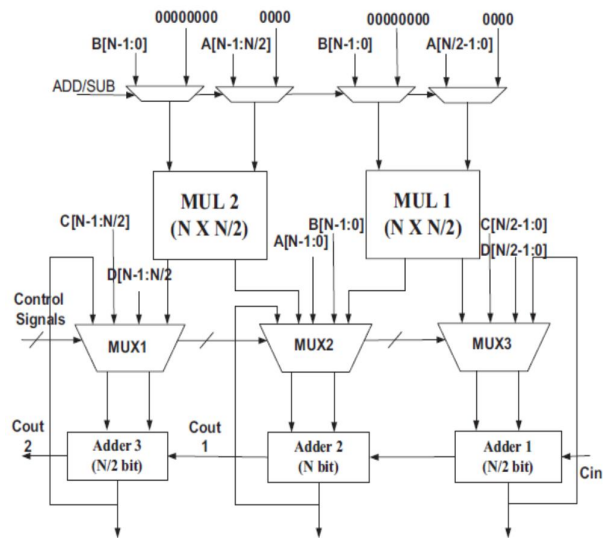 00000000 0000 00000000 0000
B[N-1:0] A[N-1:N/2] B[N-1:0] A[N/2-1:0]
ADD/SUB
MUL 2
(N X N/2)
MUL 1
(N X N/2)
C[N-1:N/2]
D[N-1:N/2
A[N-1:0]
B[N-1:0]
C[N/2-1:0]
D[N/2-1:0]
Control
Signals
MUX1
MUX2
MUX3
Cout
2
Adder 3
(N/2 bit)
Cout
1
Adder 2
(N bit)
Adder 1
(N/2 bit)
Cin